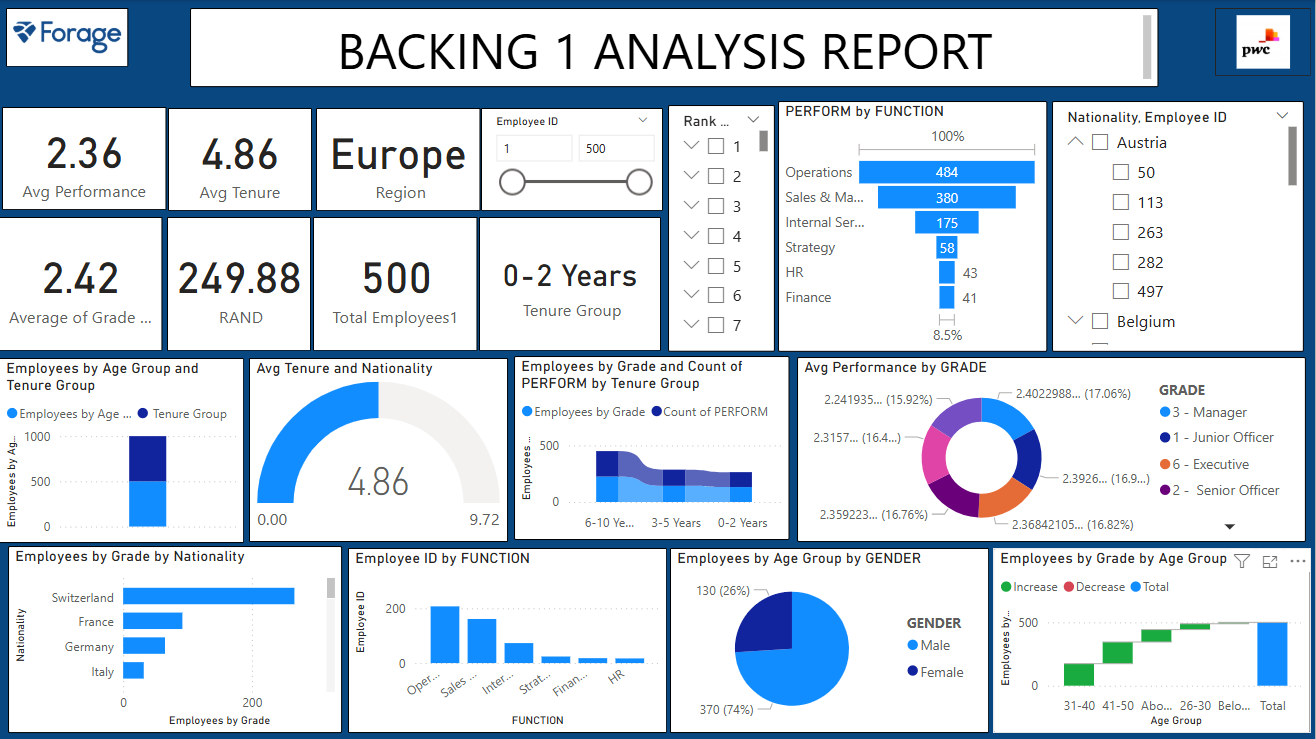 Forage
BACKING 1 ANALYSIS REPORT
pwc
2.36
Avg Performance
4.86
Avg Tenure
Europe
Region
Employee ID
1
500
2.42
Average of Grade ...
249.88
RAND
500
Total Employees1
0-2 Years
Tenure Group
Rank ...
1
2
3
4
5
6
7
PERFORM by FUNCTION
100%
Operations 484
Sales & Ma... 380
Internal Ser... 175
Strategy 58
HR 43
Finance 41
8.5%
Nationality, Employee ID
Austria
50
113
263
282
497
Belgium
Employees by Age Group and
Tenure Group
Employees by Age ... Tenure Group
Employees by Ag...
1000
500
0
Avg Tenure and Nationality
4.86
0.00
9.72
Employees by Grade and Count of
PERFORM by Tenure Group
Employees by Grade Count of PERFORM
Employees ...
500
0
6-10 Ye... 3-5 Years 0-2 Years
Avg Performance by GRADE
2.241935... (15.92%)
2.4022988... (17.06%)
2.3157... (16.4...)
2.3926... (16.9...)
2.359223... (16.76%)
2.36842105... (16.82%)
GRADE
3 - Manager
1 - Junior Officer
6 - Executive
2 - Senior Officer
Employees by Grade by Nationality
Nationality
Switzerland
France
Germany
Italy
0 200
Employees by Grade
Employee ID by FUNCTION
Employee ID
200
0
Oper... Sales ... Inter... Strat... Finan... HR
FUNCTION
Employees by Age Group by GENDER
130 (26%)
370 (74%)
GENDER
Male
Female
Employees by Grade by Age Group
Increase Decrease Total
Employees by...
500
0
31-40 41-50 Abo... 26-30 Belo... Total
Age Group